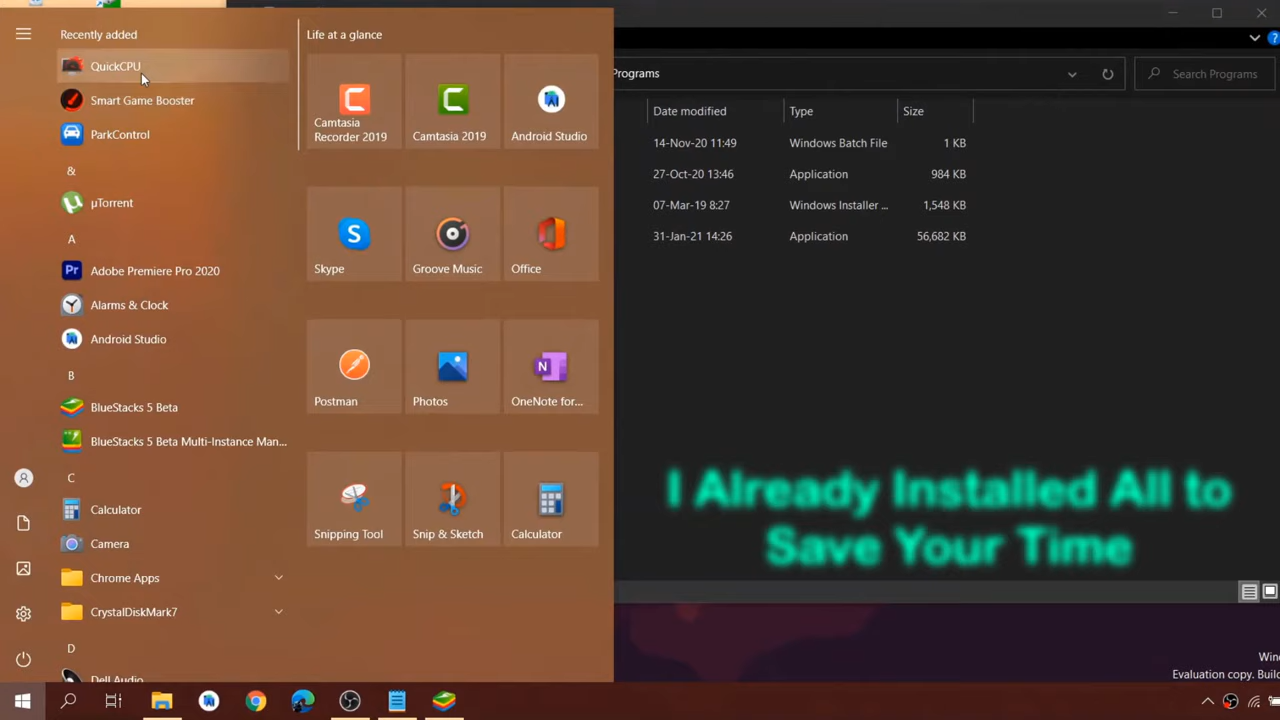 Recently added
QuickCPU
Smart Game Booster
ParkControl
&
µTorrent
A
Adobe Premiere Pro 2020
Alarms & Clock
Android Studio
B
BlueStacks 5 Beta
BlueStacks 5 Beta Multi-Instance Man...
C
Calculator
Camera
Chrome Apps
CrystalDiskMark7
D
Dell Audio
Life at a glance
Camtasia
Recorder 2019
Camtasia 2019
Android Studio
Skype
Groove Music
Office
Postman
Photos
OneNote for...
Snipping Tool
Snip & Sketch
Calculator
Programs
Search Programs
Date modified Type Size
14-Nov-20 11:49 Windows Batch File 1 KB
27-Oct-20 13:46 Application 984 KB
07-Mar-19 8:27 Windows Installer ... 1,548 KB
31-Jan-21 14:26 Application 56,682 KB
I Already Installed All to
Save Your Time
Wind
Evaluation copy. Build